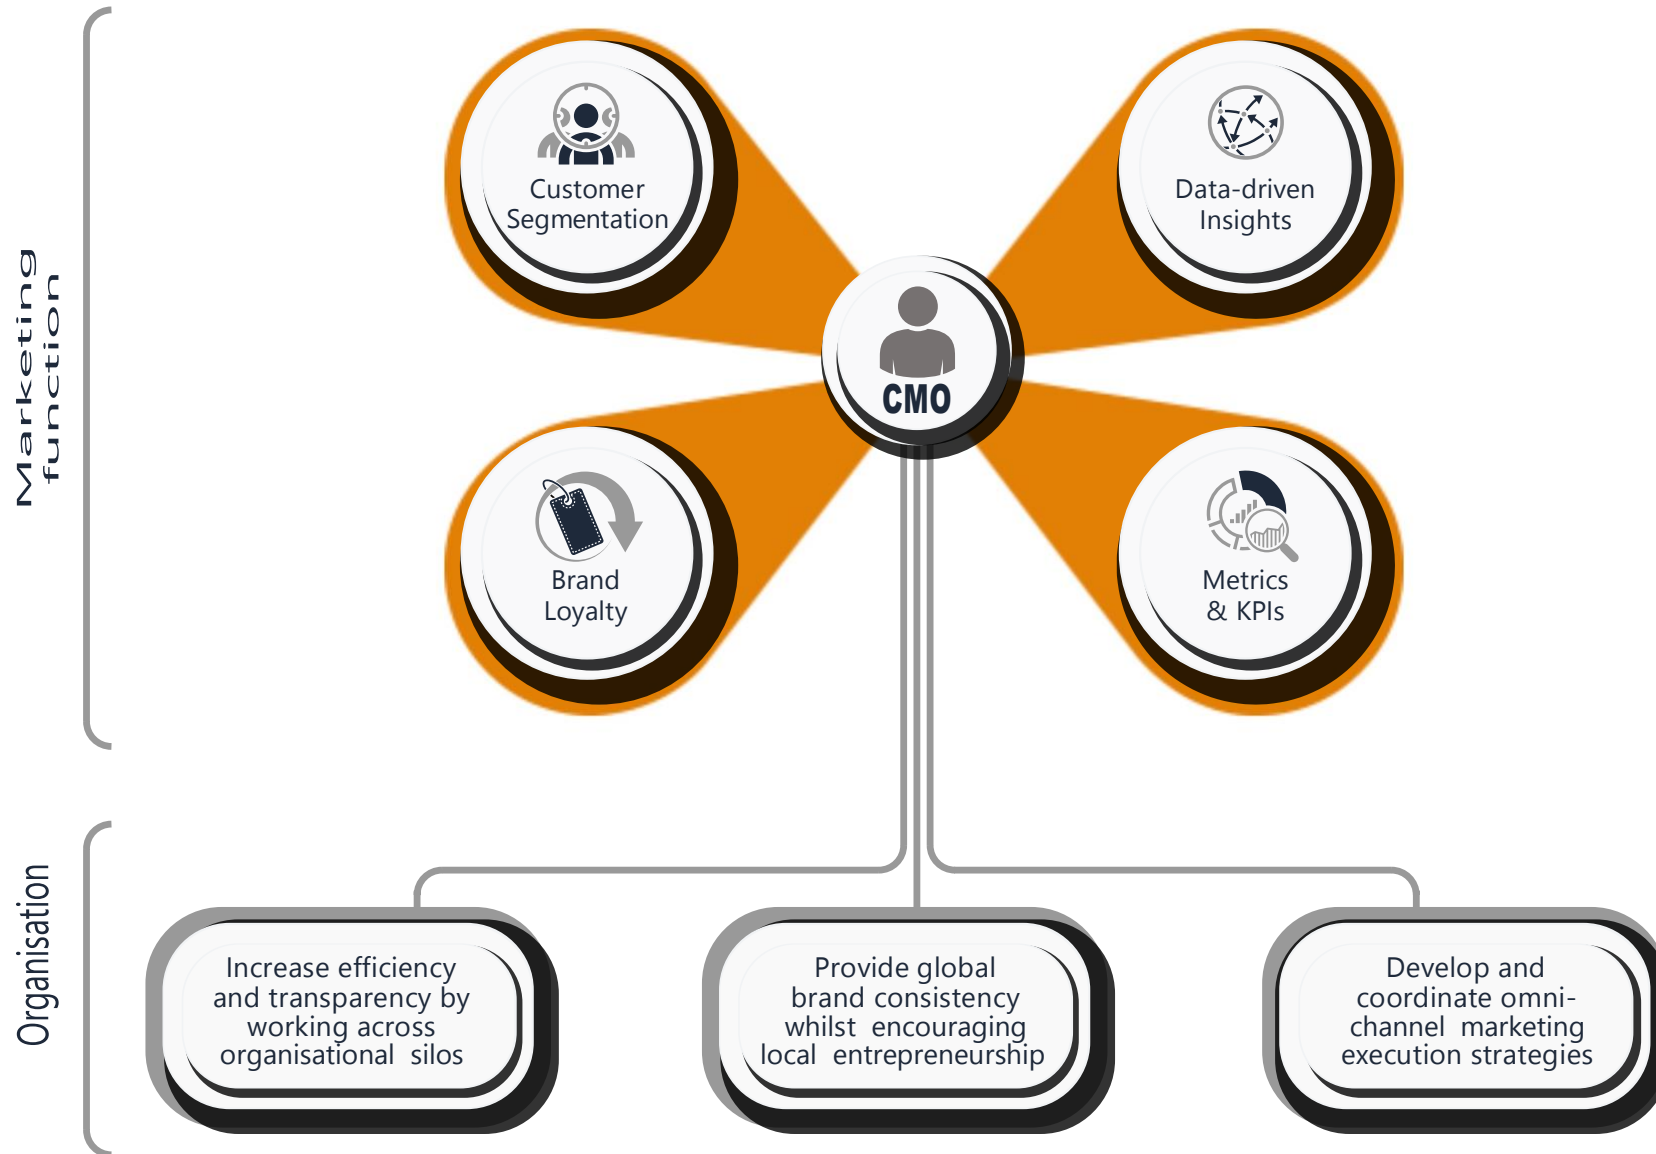 Marketing
function
Customer
Segmentation
Data-driven
Insights
CMO
Brand
Loyalty
Metrics
& KPIs
Organisation
Increase efficiency
and transparency by
working across
organisational silos
Provide global
brand consistency
whilst encouraging
local entrepreneurship
Develop and
coordinate omni-
channel marketing
execution strategies